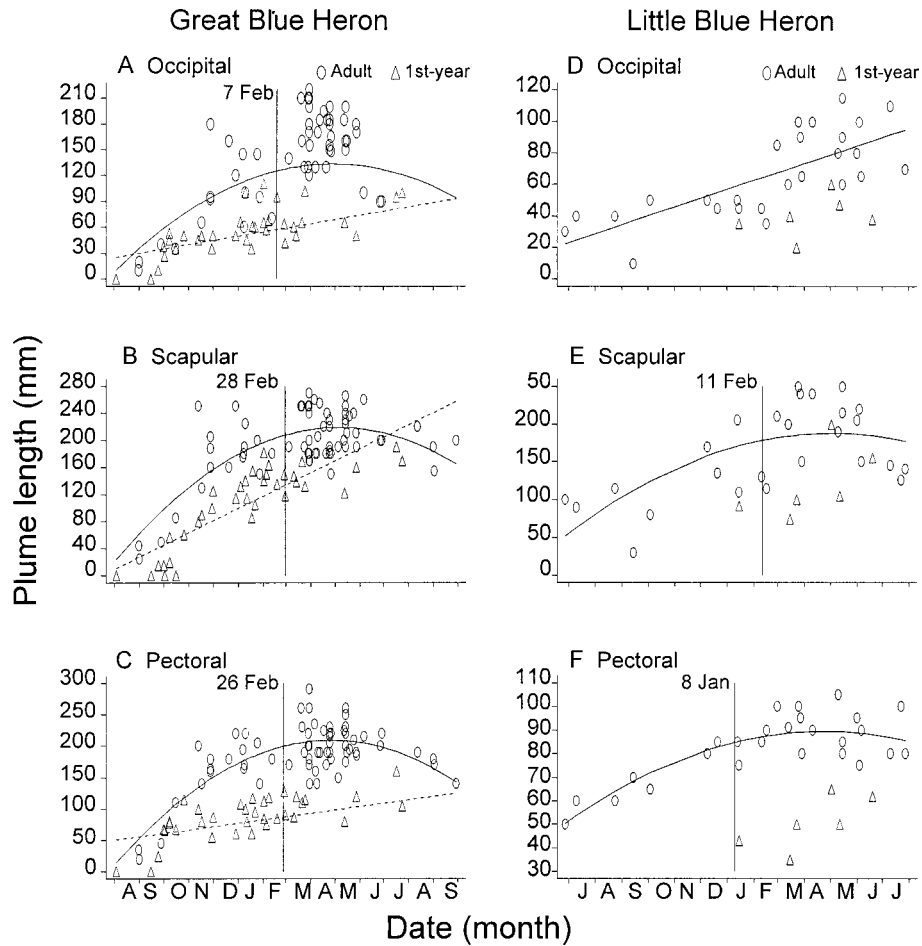 Great Blue Heron
Little Blue Heron
A Occipital
○ Adult △ 1st-year
7 Feb
210
180
150
120
90
60
30
0
D Occipital
○ Adult △ 1st-year
120
100
80
60
40
20
0
Plume length (mm)
B Scapular
28 Feb
280
240
200
160
120
80
40
0
E Scapular
11 Feb
50
200
150
100
50
0
C Pectoral
26 Feb
300
250
200
150
100
50
0
A S O N D J F M A M J J A S
F Pectoral
8 Jan
110
100
90
80
70
60
50
40
30
J A S O N D J F M A M J J
Date (month)